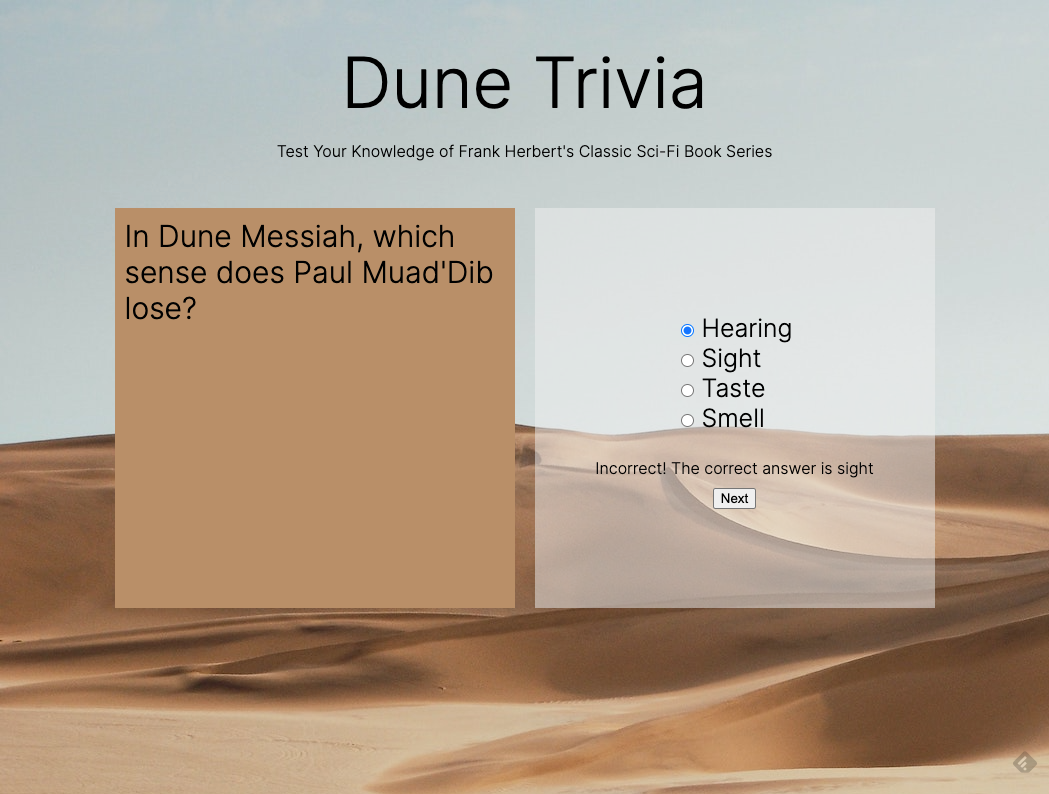 Dune Trivia
Test Your Knowledge of Frank Herbert's Classic Sci-Fi Book Series
In Dune Messiah, which
sense does Paul Muad'Dib
lose?
Hearing
Sight
Taste
Smell
Incorrect! The correct answer is sight
Next